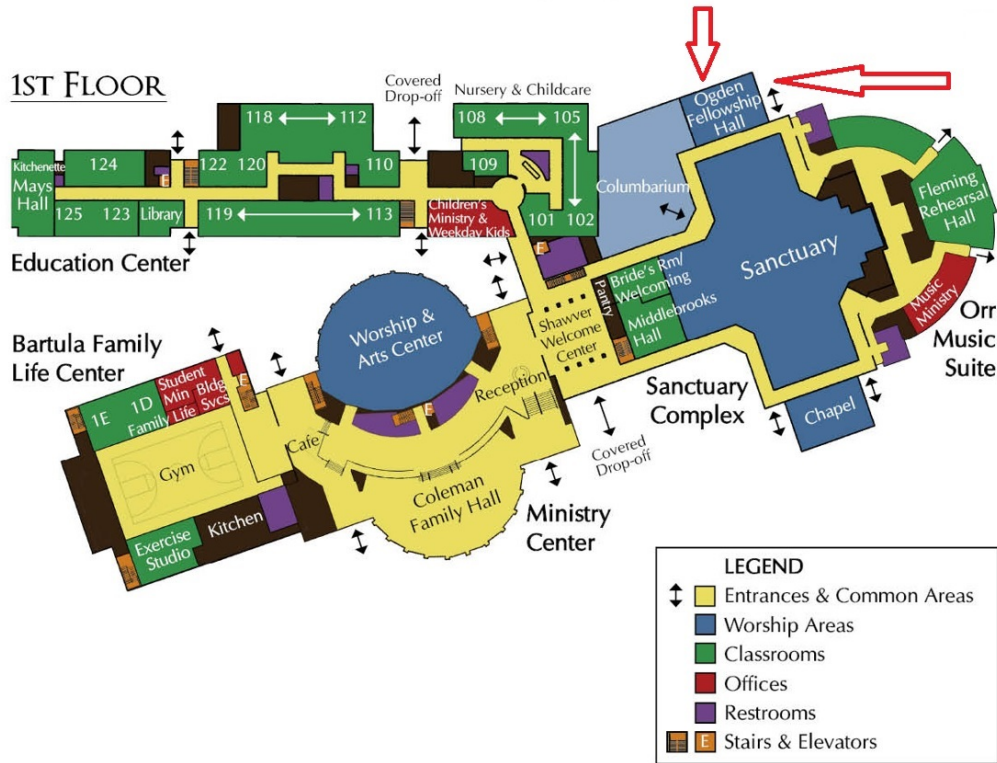 1ST FLOOR
Covered
Drop-off
Nursery & Childcare
118
112
108
105
Ogden
Fellowship
Hall
Kitchenette
Mays
Hall
124
E
122
120
110
109
125
123
Library
119
113
Children's
Ministry &
Weekday Kids
101
102
E
Columbarium
Fleming
Rehearsal
Hall
Education Center
Sanctuary
Bride's Rm/
Welcoming
Pantry
Middlebrooks
Hall
Music
Ministry
Orr
Music
Suite
Worship &
Arts Center
Shawver
Welcome
Center
Bartula Family
Life Center
Student
Min
Bldg
Svcs
E
1E
1D
Family
Life
Reception
E
Sanctuary
Complex
Chapel
Cafe
Gym
Covered
Drop-off
Coleman
Family Hall
Kitchen
Exercise
Studio
Ministry
Center
LEGEND
Entrances & Common Areas
Worship Areas
Classrooms
Offices
Restrooms
E Stairs & Elevators